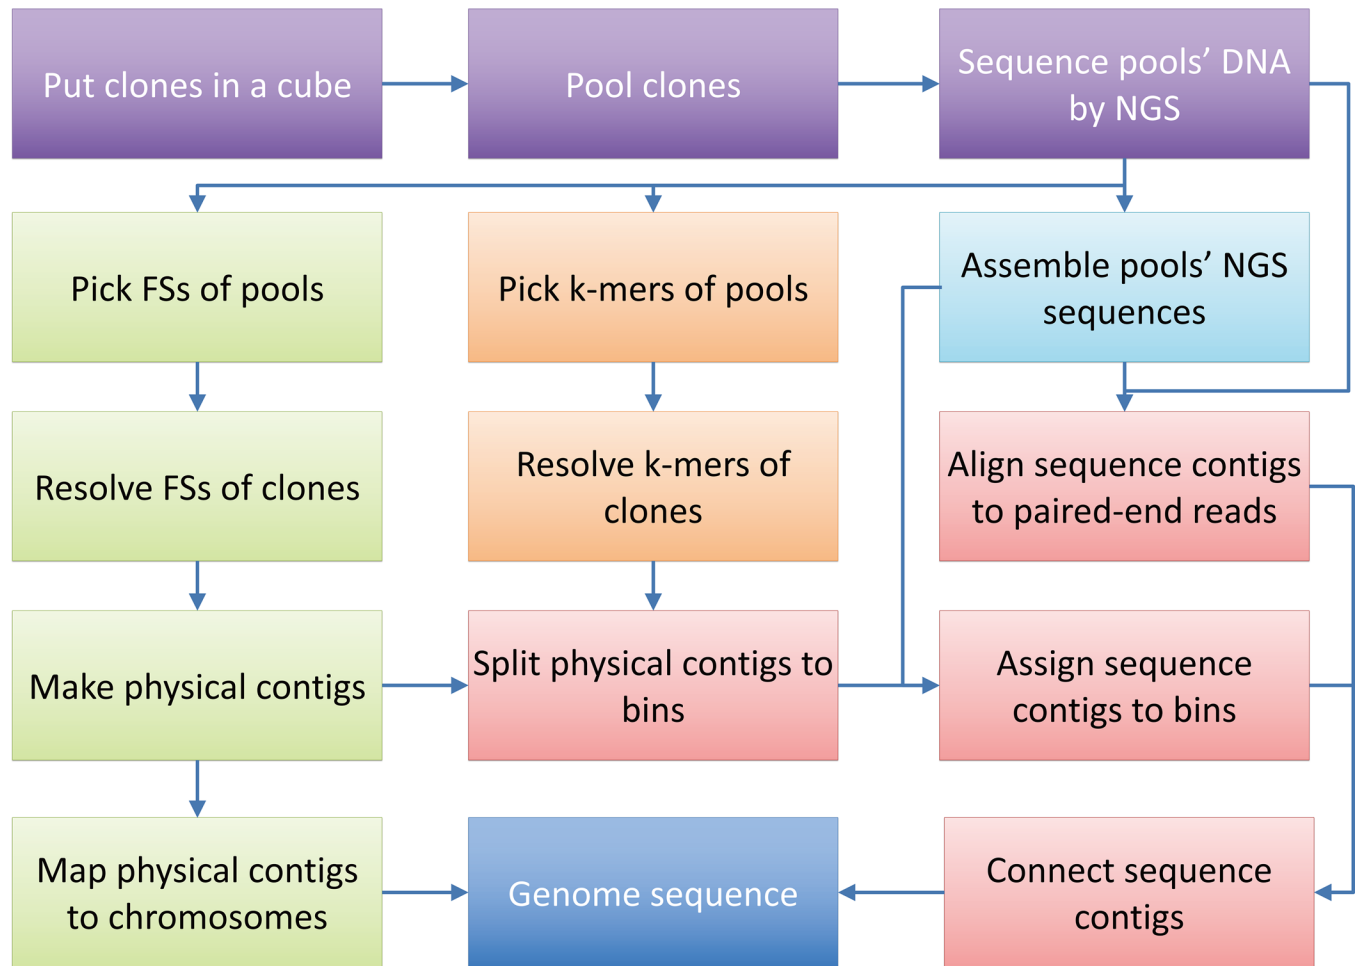 Put clones in a cube
Pool clones
Sequence pools’ DNA
by NGS
Pick FSs of pools
Pick k-mers of pools
Assemble pools’ NGS
sequences
Resolve FSs of clones
Resolve k-mers of
clones
Align sequence contigs
to paired-end reads
Make physical contigs
Split physical contigs to
bins
Assign sequence
contigs to bins
Map physical contigs
to chromosomes
Genome sequence
Connect sequence
contigs